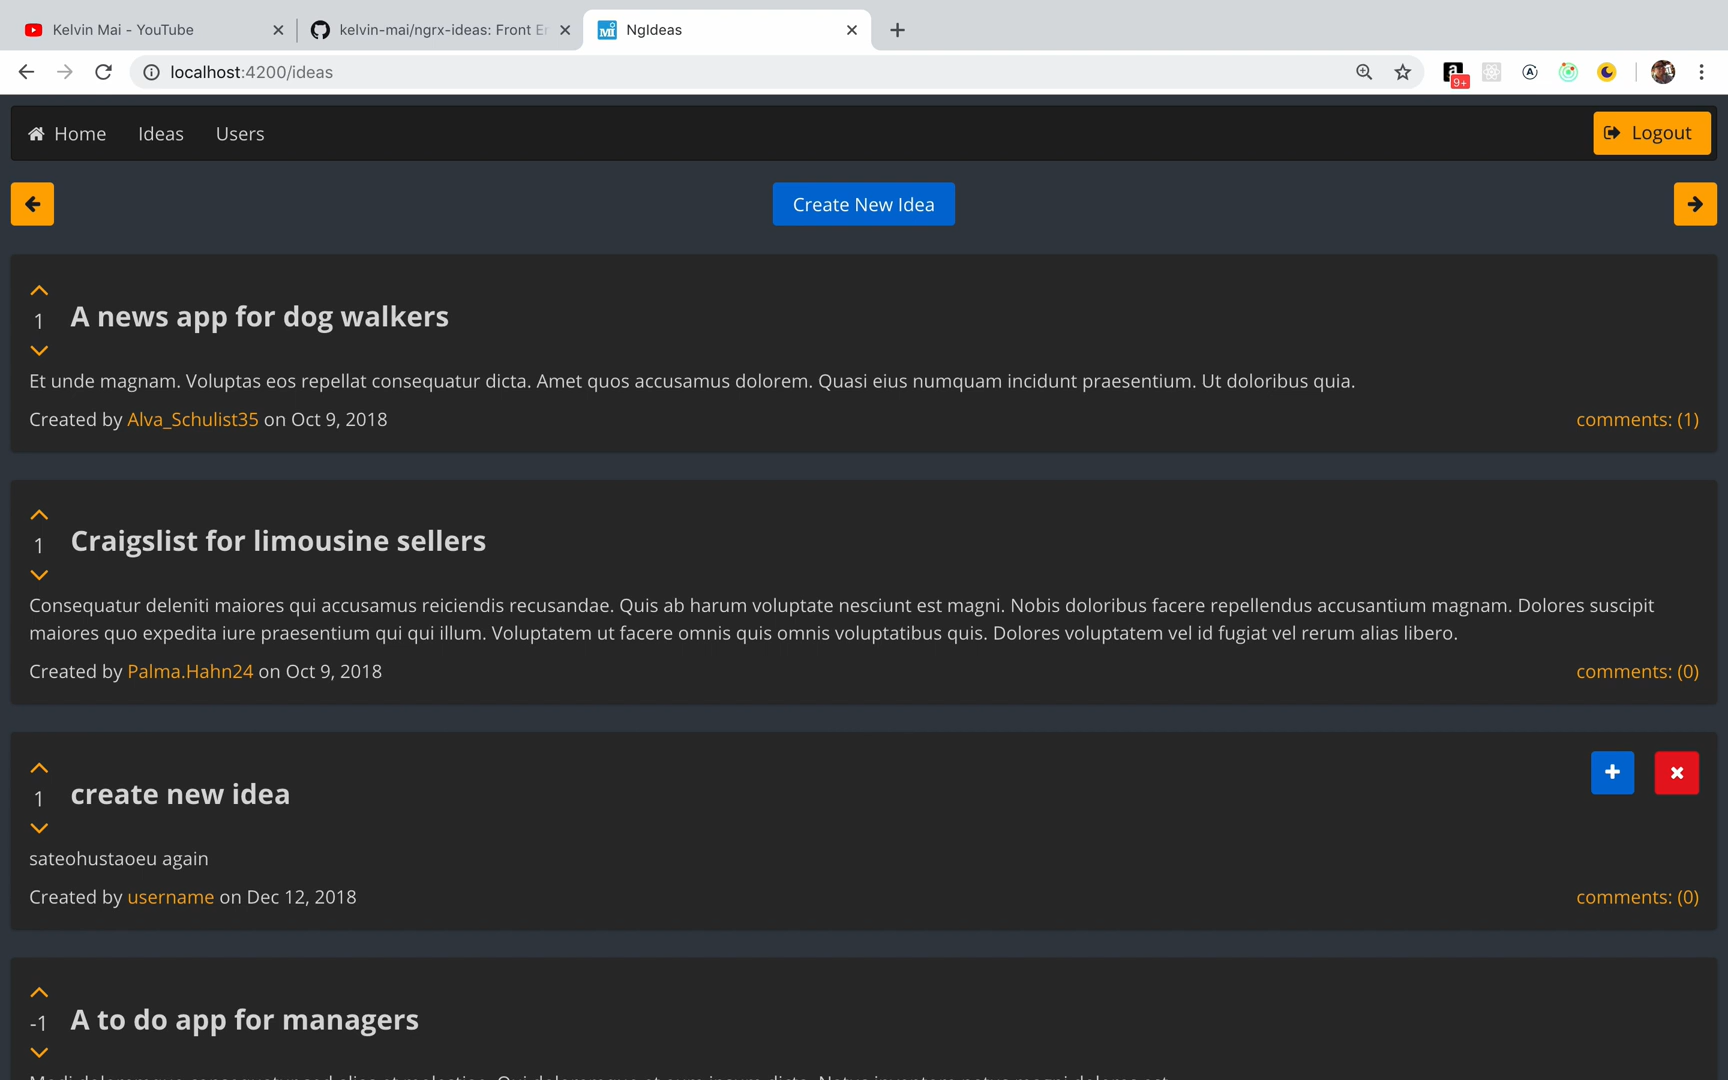 Kelvin Mai - YouTube
kelvin-mai/ngrx-ideas: Front E
NgIdeas
localhost:4200/ideas
9+
Home Ideas Users
Logout
Create New Idea
1
A news app for dog walkers
Et unde magnam. Voluptas eos repellat consequatur dicta. Amet quos accusamus dolorem. Quasi eius numquam incidunt praesentium. Ut doloribus quia.
Created by Alva_Schulist35 on Oct 9, 2018
comments: (1)
1
Craigslist for limousine sellers
Consequatur deleniti maiores qui accusamus reiciendis recusandae. Quis ab harum voluptate nesciunt est magni. Nobis doloribus facere repellendus accusantium magnam. Dolores suscipit
maiores quo expedita iure praesentium qui qui illum. Voluptatem ut facere omnis quis omnis voluptatibus quis. Dolores voluptatem vel id fugiat vel rerum alias libero.
Created by Palma.Hahn24 on Oct 9, 2018
comments: (0)
1
create new idea
sateohustaoeu again
Created by username on Dec 12, 2018
comments: (0)
-1
A to do app for managers